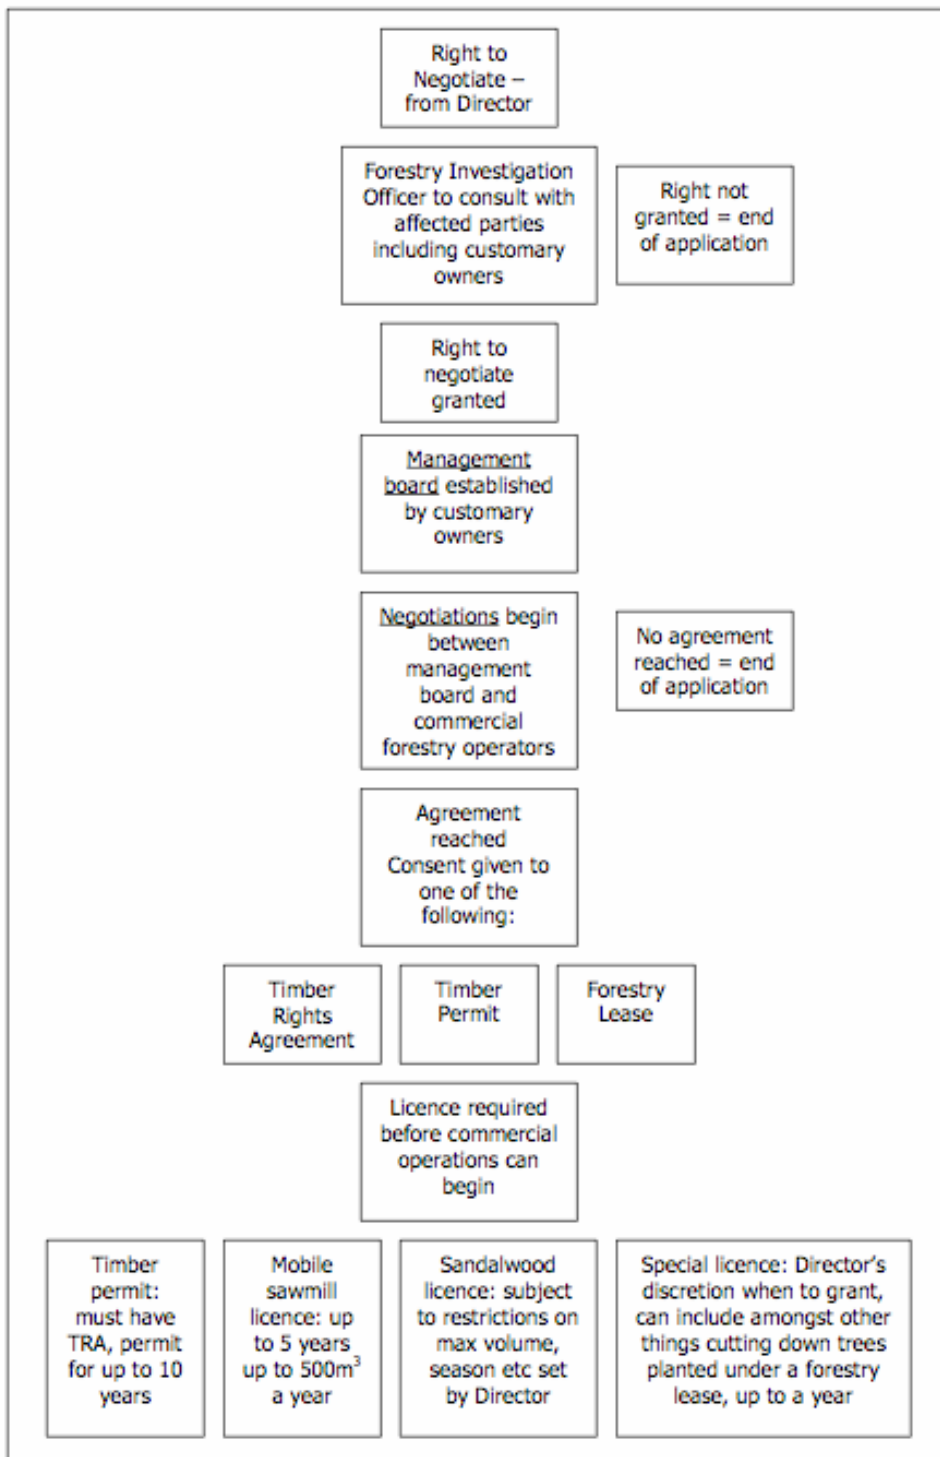 Right to
Negotiate –
from Director
Forestry Investigation
Officer to consult with
affected parties
including customary
owners
Right not
granted = end
of application
Right to
negotiate
granted
Management
board established
by customary
owners
Negotiations begin
between
management
board and
commercial
forestry operators
No agreement
reached = end
of application
Agreement
reached
Consent given to
one of the
following:
Timber
Rights
Agreement
Timber
Permit
Forestry
Lease
Licence required
before commercial
operations can
begin
Timber
permit:
must have
TRA, permit
for up to 10
years
Mobile
sawmill
licence: up
to 5 years
up to 500m³
a year
Sandalwood
licence: subject
to restrictions on
max volume,
season etc set
by Director
Special licence: Director's
discretion when to grant,
can include amongst other
things cutting down trees
planted under a forestry
lease, up to a year